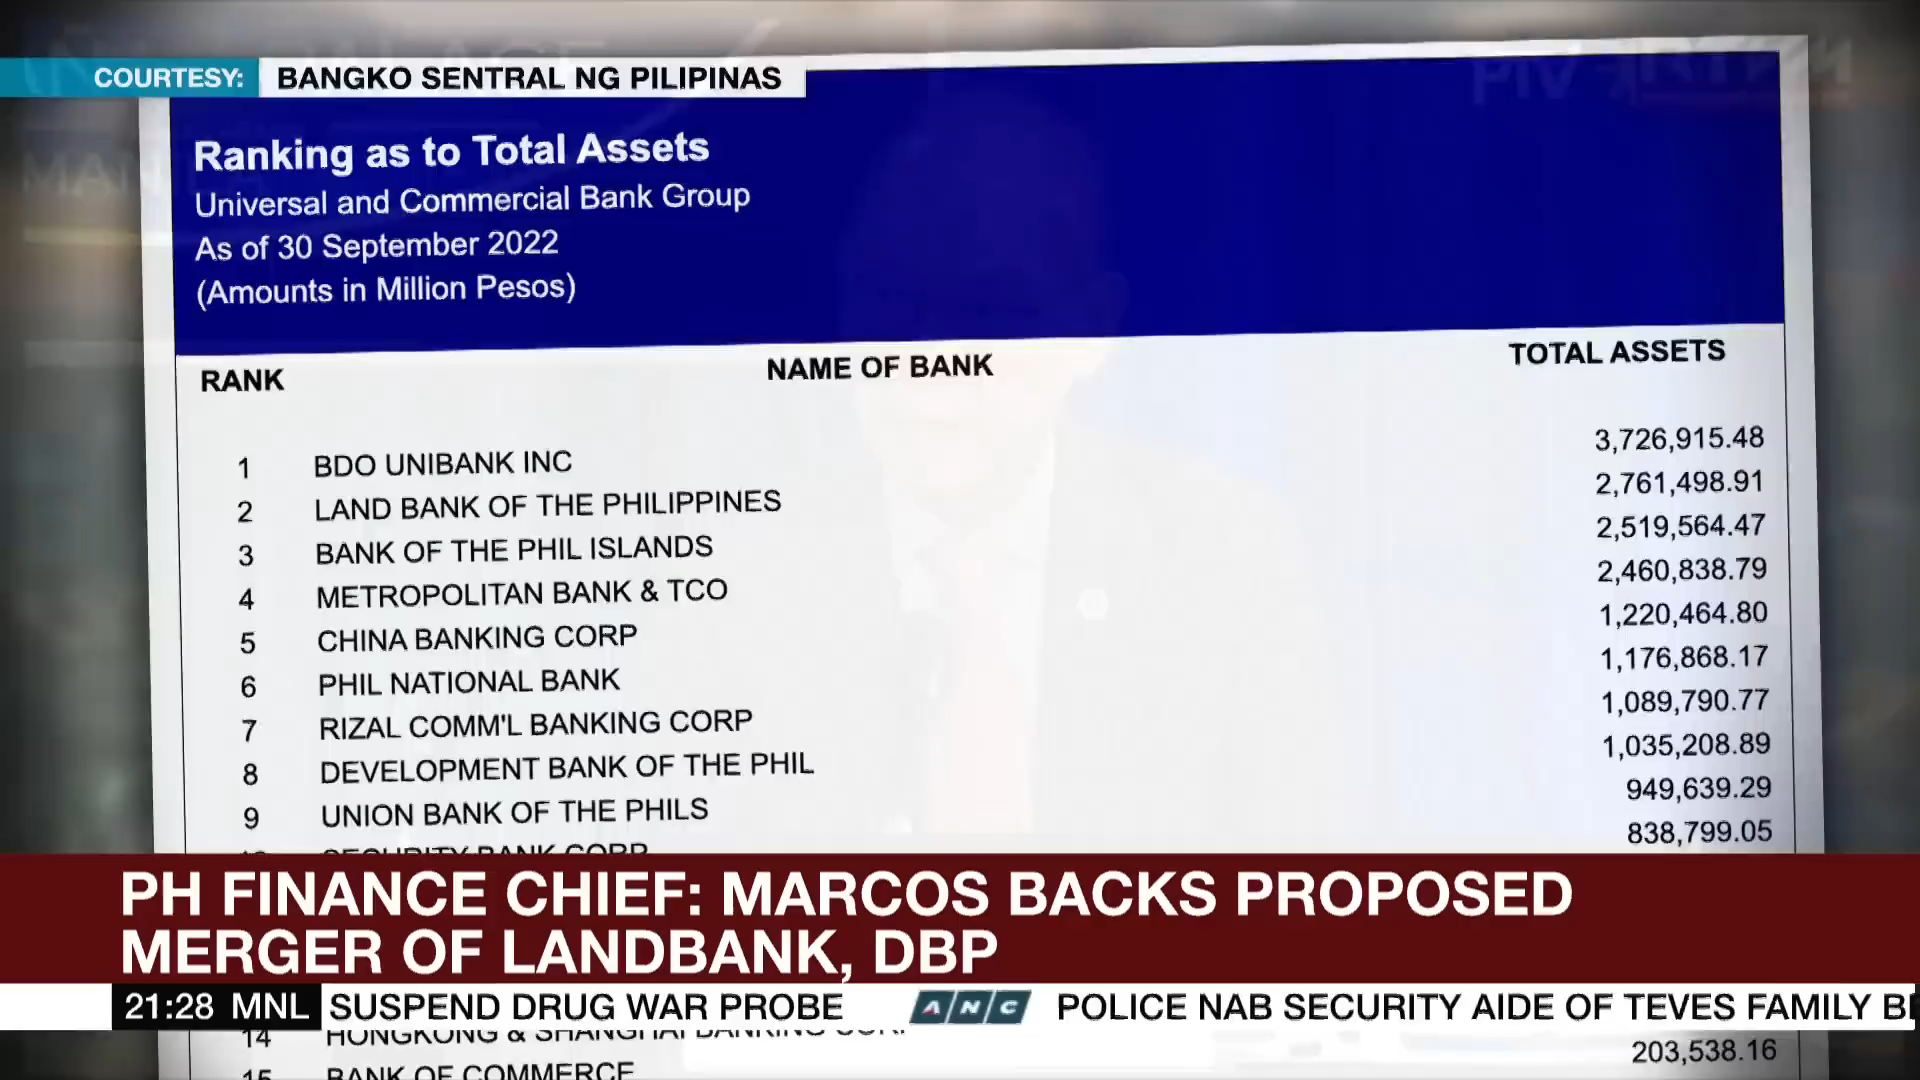 COURTESY: BANGKO SENTRAL NG PILIPINAS
Ranking as to Total Assets
Universal and Commercial Bank Group
As of 30 September 2022
(Amounts in Million Pesos)
RANK NAME OF BANK TOTAL ASSETS
1 BDO UNIBANK INC 3,726,915.48
2 LAND BANK OF THE PHILIPPINES 2,761,498.91
3 BANK OF THE PHIL ISLANDS 2,519,564.47
4 METROPOLITAN BANK & TCO 2,460,838.79
5 CHINA BANKING CORP 1,220,464.80
6 PHIL NATIONAL BANK 1,176,868.17
7 RIZAL COMM'L BANKING CORP 1,089,790.77
8 DEVELOPMENT BANK OF THE PHIL 1,035,208.89
9 UNION BANK OF THE PHILS 949,639.29
SECURITY BANK CORP 838,799.05
PH FINANCE CHIEF: MARCOS BACKS PROPOSED
MERGER OF LANDBANK, DBP
21:28 MNL SUSPEND DRUG WAR PROBE ANC POLICE NAB SECURITY AIDE OF TEVES FAMILY
14 HONGKONG & SHANGHAI BANKING
203,538.16
15 BANK OF COMMERCE